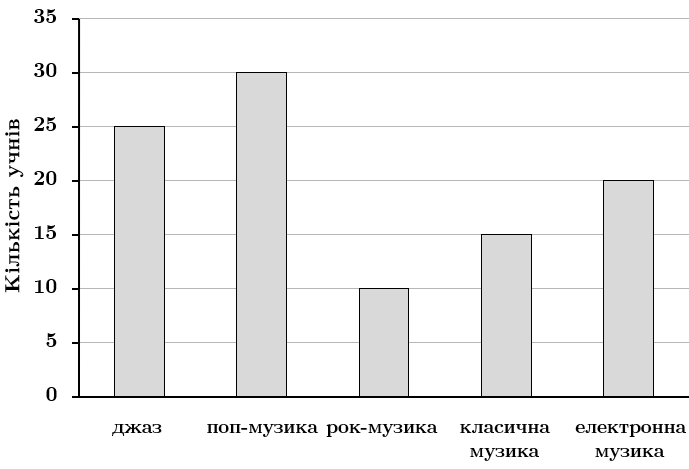 35
30
25
20
15
10
5
0
Кількість учнів
джаз
поп-музика
рок-музика
класична
музика
електронна
музика